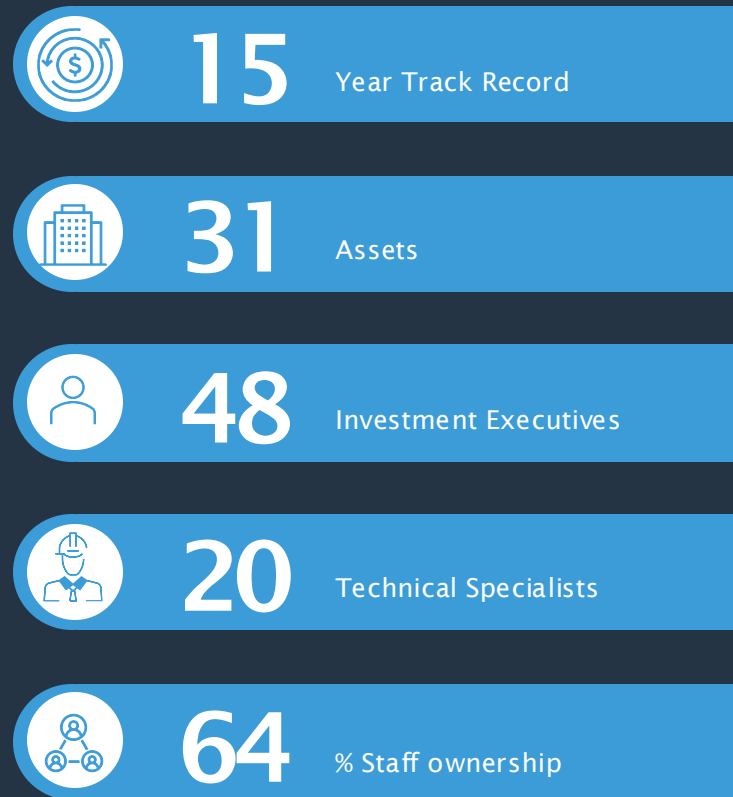 15 Year Track Record
31 Assets
48 Investment Executives
20 Technical Specialists
64 % Staff ownership